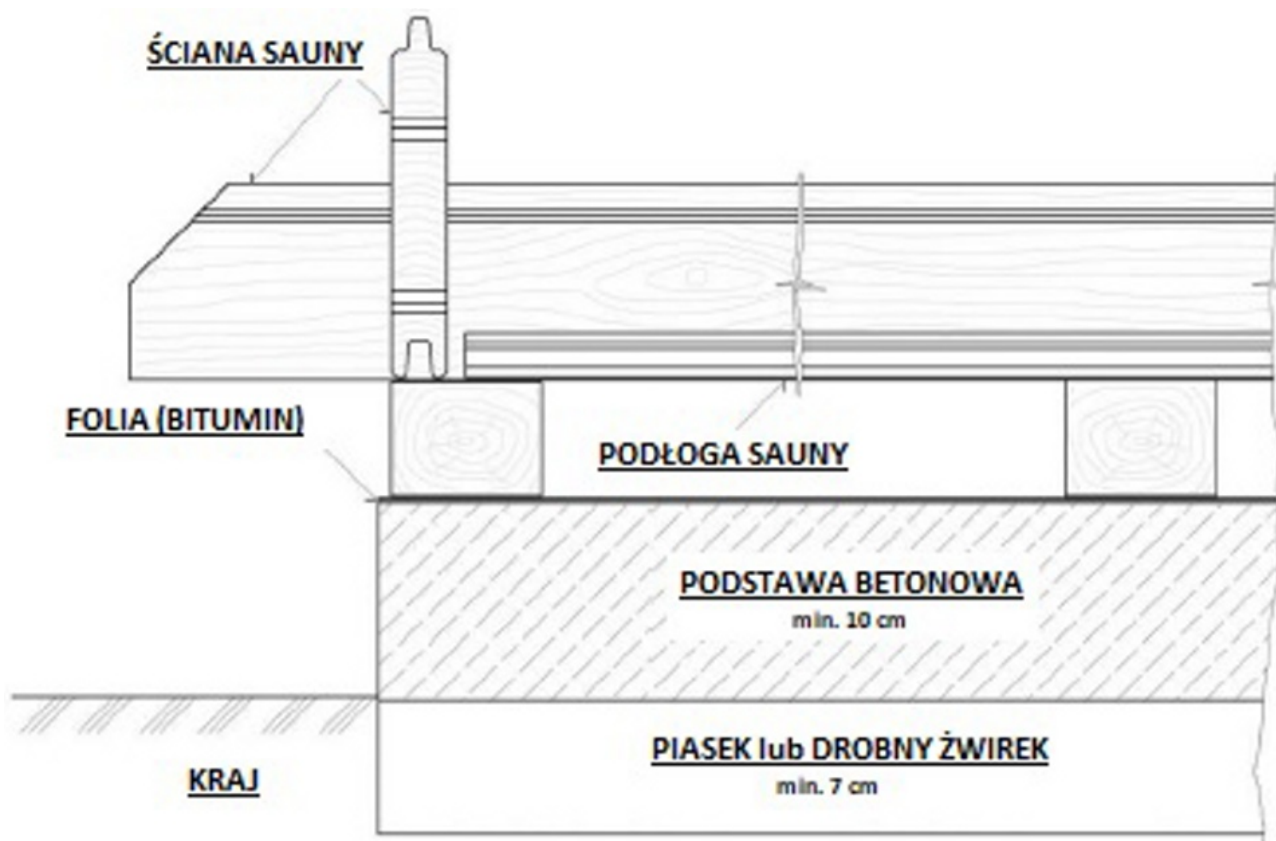 ŚCIANA SAUNY
FOLIA (BITUMIN)
PODŁOGA SAUNY
PODSTAWA BETONOWA
min. 10 cm
PIASEK lub DROBNY ŻWIREK
min. 7 cm
KRAJ